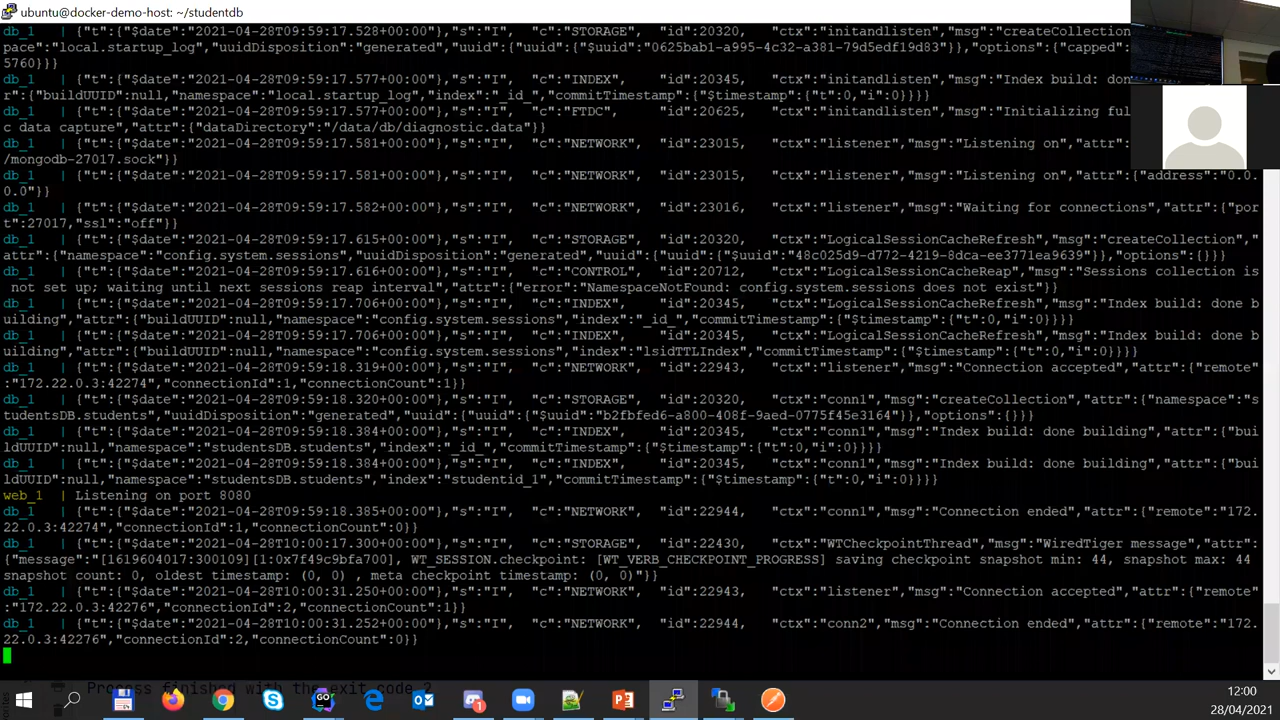 ubuntu@docker-demo-host: ~/studentdb
db_1   | {"t":{"$date":"2021-04-28T09:59:17.528+00:00"},"s":"I",  "c":"STORAGE",  "id":20320,   "ctx":"initandlisten","msg":"createCollection
pace":"local.startup_log","uuidDisposition":"generated","uuid":{"uuid":{"$uuid":"0625bab1-a995-4c32-a381-79d5edf19d83"}},"options":{"capped"
5760}}}
db_1   | {"t":{"$date":"2021-04-28T09:59:17.577+00:00"},"s":"I",  "c":"INDEX",    "id":20345,   "ctx":"initandlisten","msg":"Index build: don
r":{"buildUUID":null,"namespace":"local.startup_log","index":"_id_","commitTimestamp":{"$timestamp":{"t":0,"i":0}}}}
db_1   | {"t":{"$date":"2021-04-28T09:59:17.577+00:00"},"s":"I",  "c":"FTDC",     "id":20625,   "ctx":"initandlisten","msg":"Initializing ful
c data capture","attr":{"dataDirectory":"/data/db/diagnostic.data"}}
db_1   | {"t":{"$date":"2021-04-28T09:59:17.581+00:00"},"s":"I",  "c":"NETWORK",  "id":23015,   "ctx":"listener","msg":"Listening on","attr":{
/mongodb-27017.sock"}}
db_1   | {"t":{"$date":"2021-04-28T09:59:17.581+00:00"},"s":"I",  "c":"NETWORK",  "id":23015,   "ctx":"listener","msg":"Listening on","attr":{"address":"0.0.
0.0"}}
db_1   | {"t":{"$date":"2021-04-28T09:59:17.582+00:00"},"s":"I",  "c":"NETWORK",  "id":23016,   "ctx":"listener","msg":"Waiting for connections","attr":{"por
t":27017,"ssl":"off"}}
db_1   | {"t":{"$date":"2021-04-28T09:59:17.615+00:00"},"s":"I",  "c":"STORAGE",  "id":20320,   "ctx":"LogicalSessionCacheRefresh","msg":"createCollection","
attr":{"namespace":"config.system.sessions","uuidDisposition":"generated","uuid":{"uuid":{"$uuid":"48c025d9-d772-4219-8dca-ee3771ea9639"}},"options":{}}}
db_1   | {"t":{"$date":"2021-04-28T09:59:17.616+00:00"},"s":"I",  "c":"CONTROL",  "id":20712,   "ctx":"LogicalSessionCacheReap","msg":"Sessions collection is
 not set up; waiting until next sessions reap interval","attr":{"error":"NamespaceNotFound: config.system.sessions does not exist"}}
db_1   | {"t":{"$date":"2021-04-28T09:59:17.706+00:00"},"s":"I",  "c":"INDEX",    "id":20345,   "ctx":"LogicalSessionCacheRefresh","msg":"Index build: done b
uilding","attr":{"buildUUID":null,"namespace":"config.system.sessions","index":"_id_","commitTimestamp":{"$timestamp":{"t":0,"i":0}}}}
db_1   | {"t":{"$date":"2021-04-28T09:59:17.706+00:00"},"s":"I",  "c":"INDEX",    "id":20345,   "ctx":"LogicalSessionCacheRefresh","msg":"Index build: done b
uilding","attr":{"buildUUID":null,"namespace":"config.system.sessions","index":"lsidTTLIndex","commitTimestamp":{"$timestamp":{"t":0,"i":0}}}}
db_1   | {"t":{"$date":"2021-04-28T09:59:18.319+00:00"},"s":"I",  "c":"NETWORK",  "id":22943,   "ctx":"listener","msg":"Connection accepted","attr":{"remote"
:"172.22.0.3:42274","connectionId":1,"connectionCount":1}}
db_1   | {"t":{"$date":"2021-04-28T09:59:18.320+00:00"},"s":"I",  "c":"STORAGE",  "id":20320,   "ctx":"conn1","msg":"createCollection","attr":{"namespace":"s
tudentsDB.students","uuidDisposition":"generated","uuid":{"uuid":{"$uuid":"b2fbfed6-a800-408f-9aed-0775f45e3164"}},"options":{}}}
db_1   | {"t":{"$date":"2021-04-28T09:59:18.384+00:00"},"s":"I",  "c":"INDEX",    "id":20345,   "ctx":"conn1","msg":"Index build: done building","attr":{"bui
ldUUID":null,"namespace":"studentsDB.students","index":"_id_","commitTimestamp":{"$timestamp":{"t":0,"i":0}}}}
db_1   | {"t":{"$date":"2021-04-28T09:59:18.384+00:00"},"s":"I",  "c":"INDEX",    "id":20345,   "ctx":"conn1","msg":"Index build: done building","attr":{"bui
ldUUID":null,"namespace":"studentsDB.students","index":"studentid_1","commitTimestamp":{"$timestamp":{"t":0,"i":0}}}}
web_1  | Listening on port 8080
db_1   | {"t":{"$date":"2021-04-28T09:59:18.385+00:00"},"s":"I",  "c":"NETWORK",  "id":22944,   "ctx":"conn1","msg":"Connection ended","attr":{"remote":"172.
22.0.3:42274","connectionId":1,"connectionCount":0}}
db_1   | {"t":{"$date":"2021-04-28T10:00:17.300+00:00"},"s":"I",  "c":"STORAGE",  "id":22430,   "ctx":"WTCheckpointThread","msg":"WiredTiger message","attr":
{"message":"[1619604017:300109][1:0x7f49c9bfa700], WT_SESSION.checkpoint: [WT_VERB_CHECKPOINT_PROGRESS] saving checkpoint snapshot min: 44, snapshot max: 44
snapshot count: 0, oldest timestamp: (0, 0) , meta checkpoint timestamp: (0, 0)"}}
db_1   | {"t":{"$date":"2021-04-28T10:00:31.250+00:00"},"s":"I",  "c":"NETWORK",  "id":22943,   "ctx":"listener","msg":"Connection accepted","attr":{"remote"
:"172.22.0.3:42276","connectionId":2,"connectionCount":1}}
db_1   | {"t":{"$date":"2021-04-28T10:00:31.252+00:00"},"s":"I",  "c":"NETWORK",  "id":22944,   "ctx":"conn2","msg":"Connection ended","attr":{"remote":"172.
22.0.3:42276","connectionId":2,"connectionCount":0}}
Process finished with the exit code 2
GO
12:00
28/04/2021